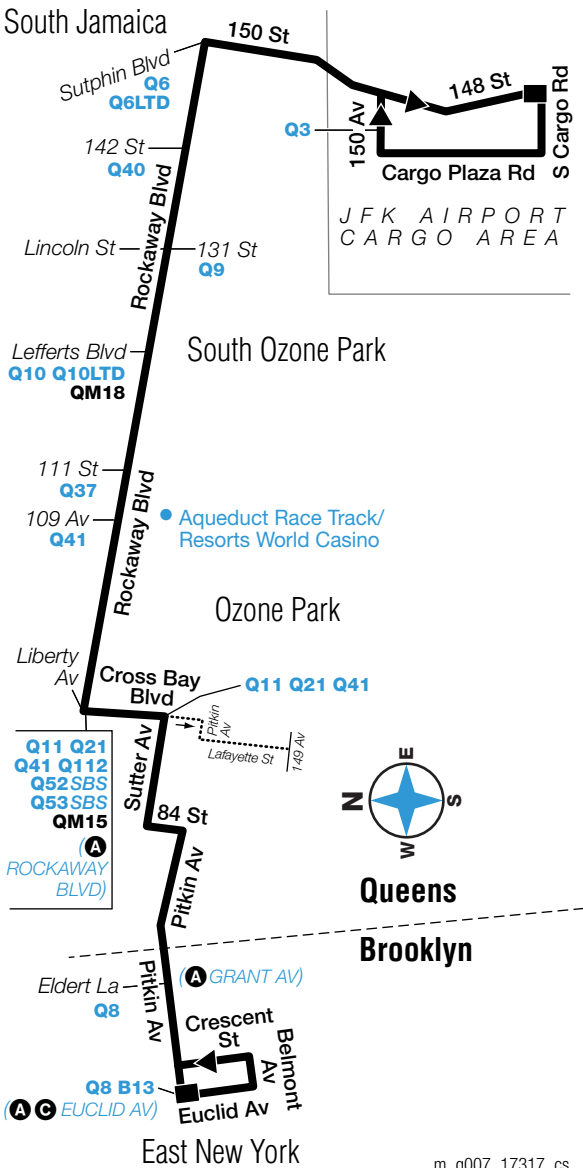 South Jamaica
150 St
Sutphin Blvd
Q6
Q6LTD
148 St
S Cargo Rd
Q3
150 Av
Cargo Plaza Rd
142 St
Q40
Rockaway Blvd
JFK AIRPORT
CARGO AREA
Lincoln St
131 St
Q9
Lefferts Blvd
Q10 Q10LTD
QM18
South Ozone Park
111 St
Q37
109 Av
Q41
Rockaway Blvd
Aqueduct Race Track/
Resorts World Casino
Ozone Park
Liberty
Av
Cross Bay
Blvd
Q11 Q21 Q41
Pitkin
Av
Lafayette St
149 Av
Q11 Q21
Q41 Q112
Q52SBS
Q53SBS
QM15
(A
ROCKAWAY
BLVD)
Sutter Av
84 St
Pitkin Av
E
N
S
W
Queens
Brooklyn
Eldert La
Q8
Pitkin Av
(A GRANT AV)
Crescent
St
Belmont
Av
Q8 B13
(A C EUCLID AV)
Euclid Av
East New York
m_q007_17317_cs